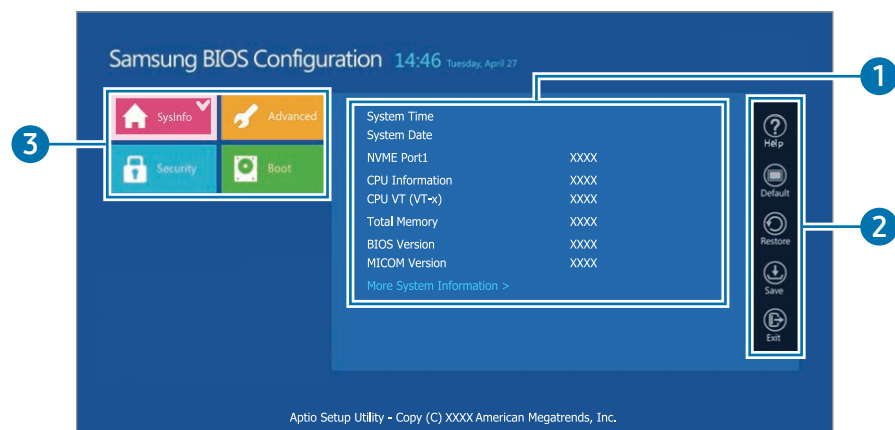 Samsung BIOS Configuration 14:46 Tuesday, April 27
1
SysInfo
Advanced
3
Security
Boot
System Time
System Date
NVME Port1 XXXX
CPU Information XXXX
CPU VT (VT-x) XXXX
Total Memory XXXX
BIOS Version XXXX
MICOM Version XXXX
More System Information >
Help
Default
2
Restore
Save
Exit
Aptio Setup Utility - Copy (C) XXXX American Megatrends, Inc.